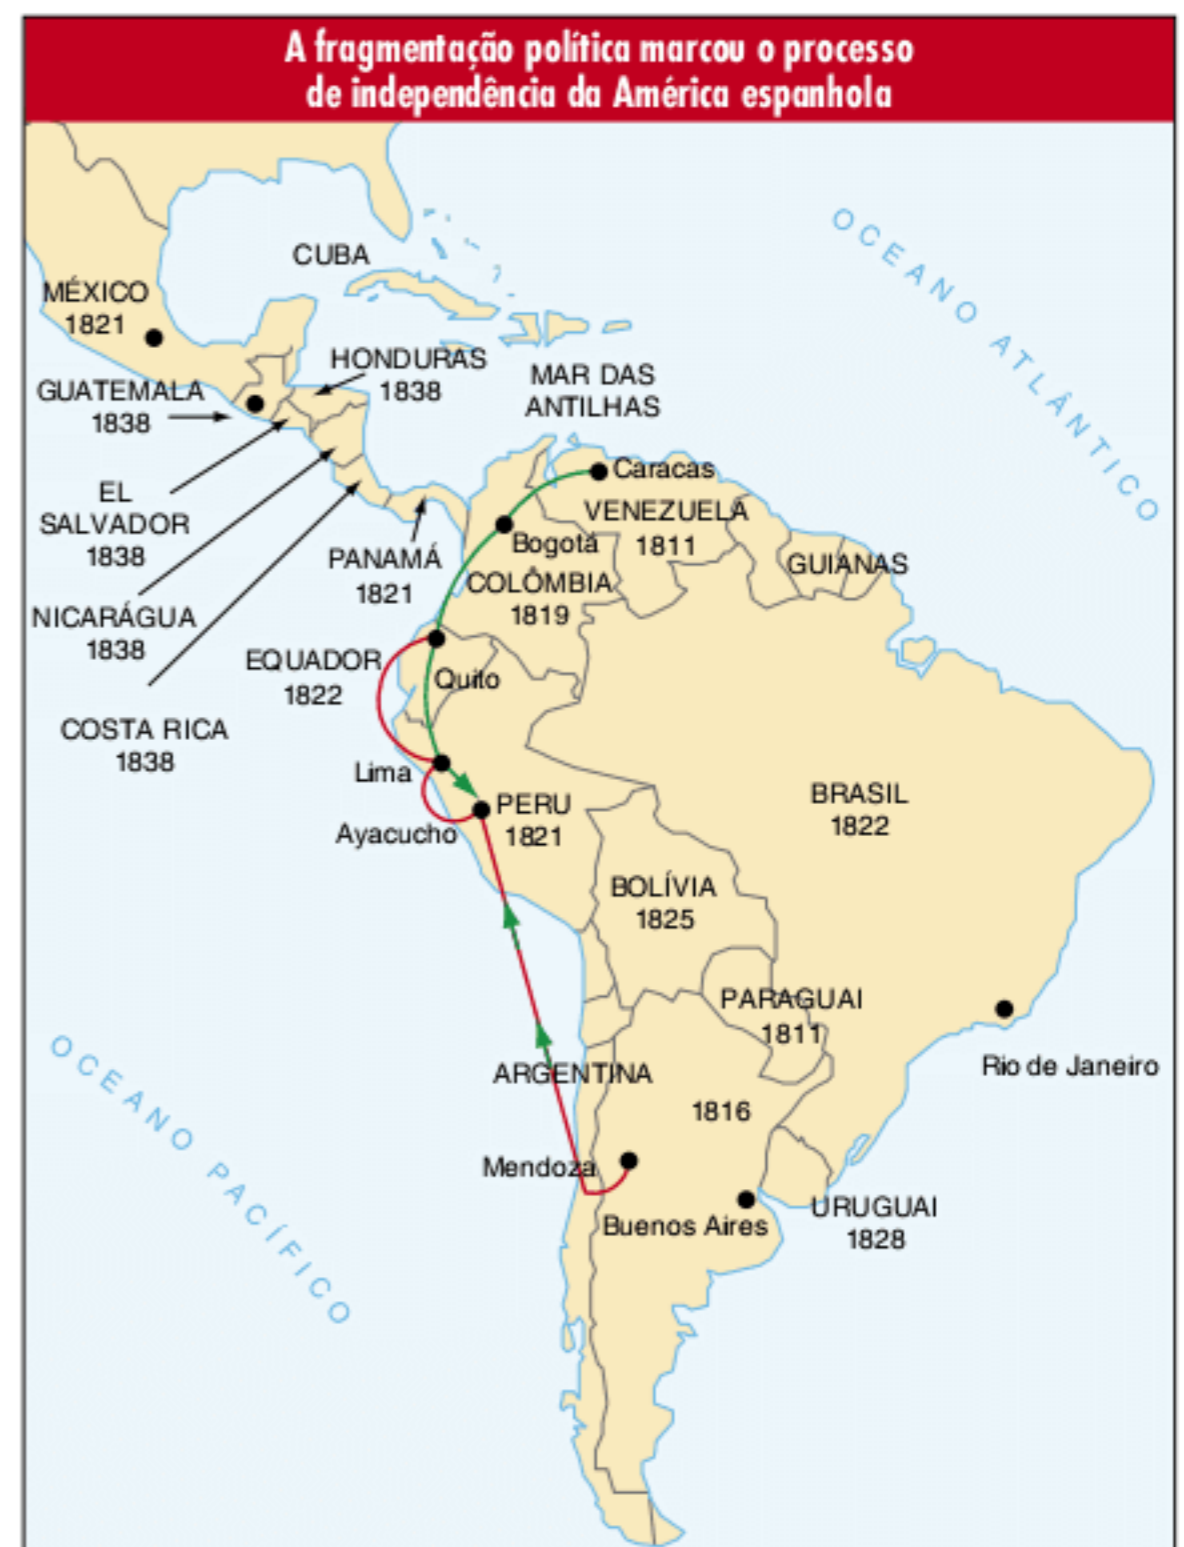 A fragmentação política marcou o processo
de independência da América espanhola
OCEANO ATLÂNTICO
CUBA
MÉXICO
1821
HONDURAS
1838
GUATEMALA
1838
MAR DAS
ANTILHAS
EL
SALVADOR
1838
Caracas
VENEZUELA
1811
Bogotá
GUIANAS
PANAMÁ
1821
COLÔMBIA
1819
NICARÁGUA
1838
EQUADOR
1822
Quito
COSTA RICA
1838
Lima
PERU
1821
Ayacucho
BRASIL
1822
BOLÍVIA
1825
PARAGUAI
1811
Rio de Janeiro
OCEANO PACÍFICO
ARGENTINA
1816
Mendoza
Buenos Aires
URUGUAI
1828